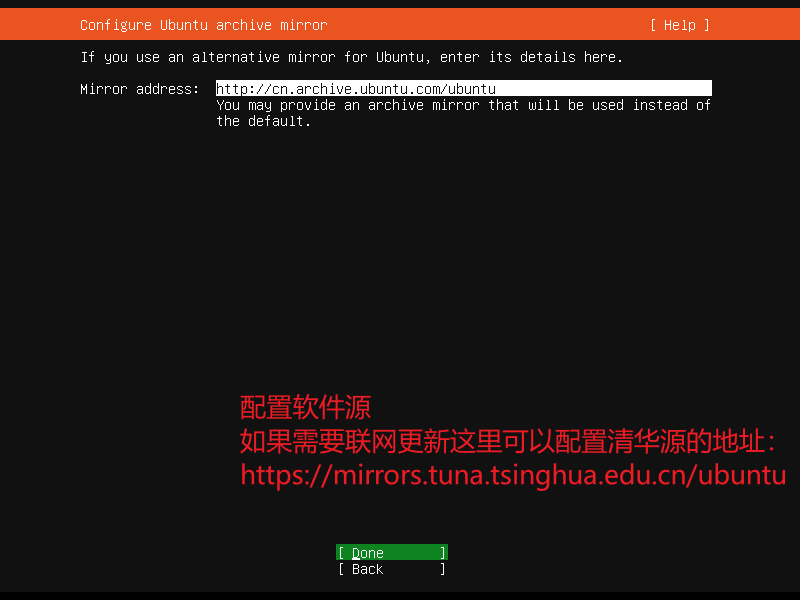 Configure Ubuntu archive mirror [ Help ]
If you use an alternative mirror for Ubuntu, enter its details here.
Mirror address: http://cn.archive.ubuntu.com/ubuntu
You may provide an archive mirror that will be used instead of
the default.
配置软件源
如果需要联网更新这里可以配置清华源的地址：
https://mirrors.tuna.tsinghua.edu.cn/ubuntu
[ Done ]
[ Back ]